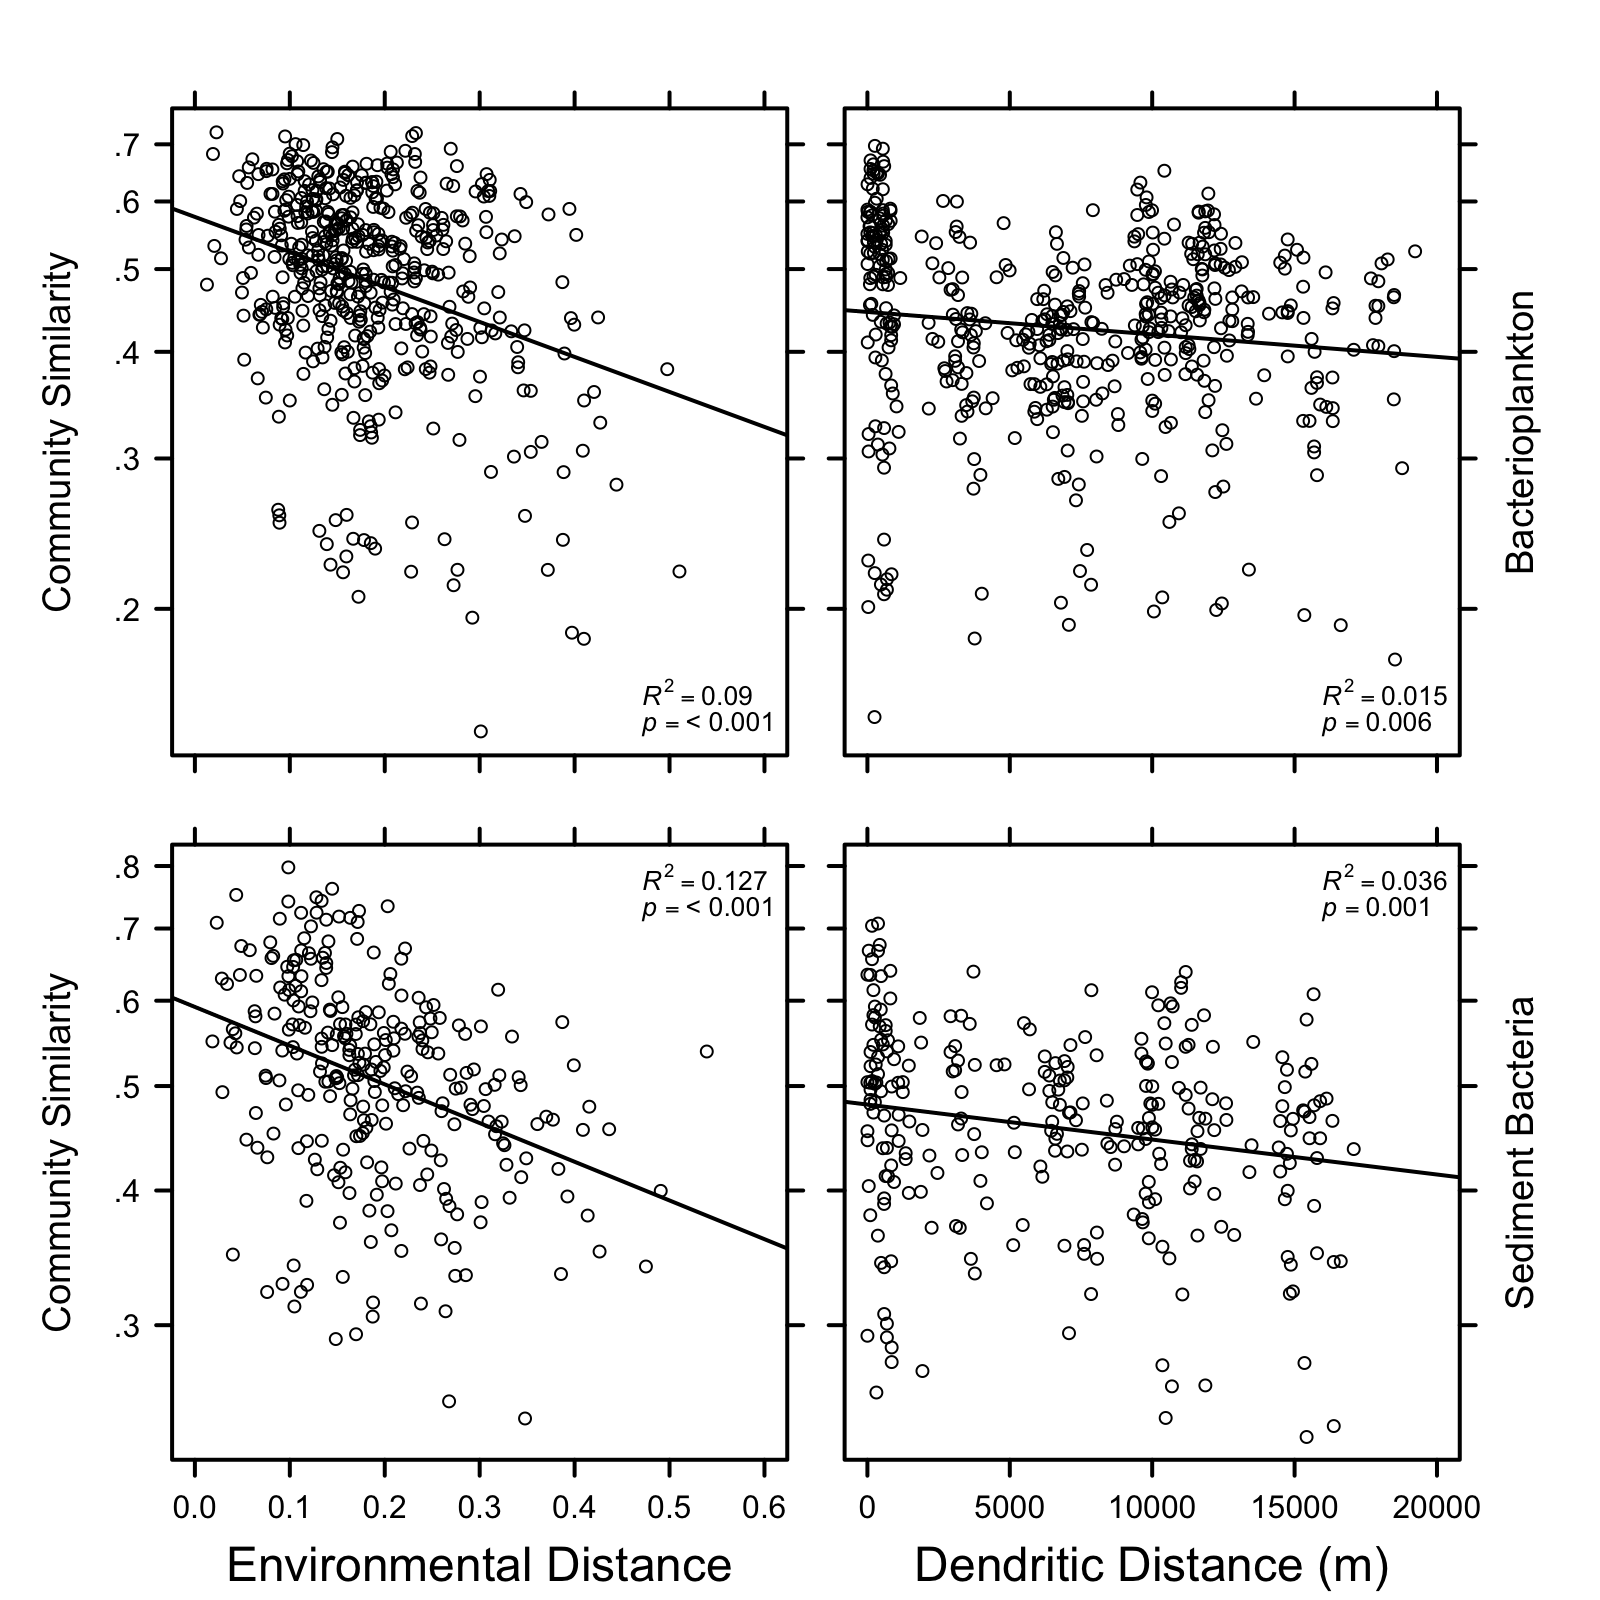 .7
.6
.5
.4
.3
.2
Community Similarity
R² = 0.09
p = < 0.001
R² = 0.015
p = 0.006
Bacterioplankton
.8
.7
.6
.5
.4
.3
Community Similarity
R² = 0.127
p = < 0.001
R² = 0.036
p = 0.001
Sediment Bacteria
0.0 0.1 0.2 0.3 0.4 0.5 0.6
0 5000 10000 15000 20000
Environmental Distance
Dendritic Distance (m)